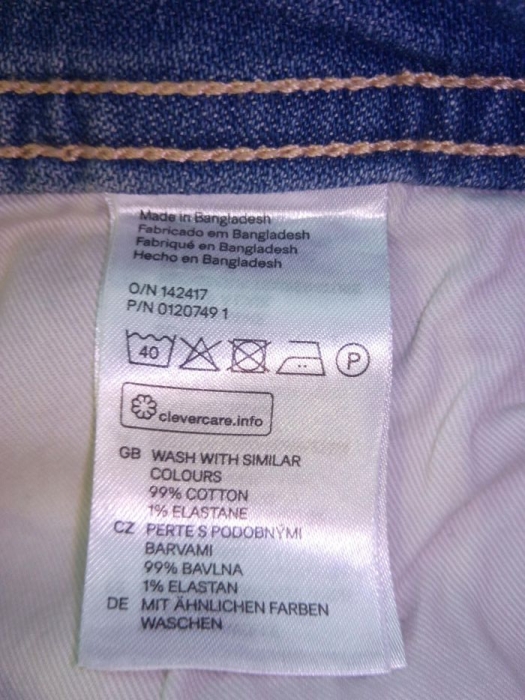 Made in Bangladesh
Fabricado em Bangladesh
Fabriqué en Bangladesh
Hecho en Bangladesh
O/N 142417
P/N 0120749 1
40 P
clevercare.info
GB WASH WITH SIMILAR
COLOURS
99% COTTON
1% ELASTANE
CZ PERTE S PODOBNÝMI
BARVAMI
99% BAVLNA
1% ELASTAN
DE MIT ÄHNLICHEN FARBEN
WASCHEN